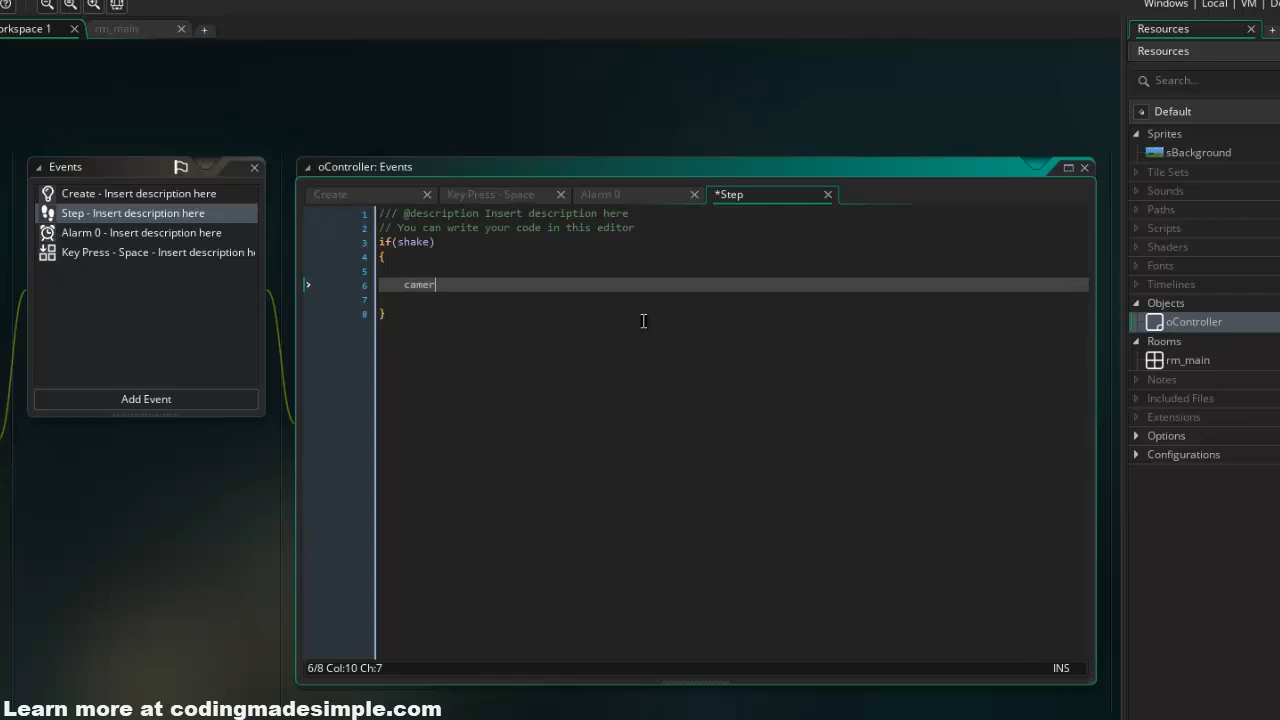 Windows | Local | VM |
orkspace 1
rm_main
Resources
Resources
Search...
Default
Sprites
sBackground
Tile Sets
Sounds
Paths
Scripts
Shaders
Fonts
Timelines
Objects
oController
Rooms
rm_main
Notes
Included Files
Extensions
Options
Configurations
Events
Create - Insert description here
Step - Insert description here
Alarm 0 - Insert description here
Key Press - Space - Insert description he
Add Event
oController: Events
Create
Key Press - Space
Alarm 0
*Step
1 /// @description Insert description here
2 // You can write your code in this editor
3 if(shake)
4 {
5
6 camer
7
8 }
6/8 Col:10 Ch:7
INS
Learn more at codingmadesimple.com